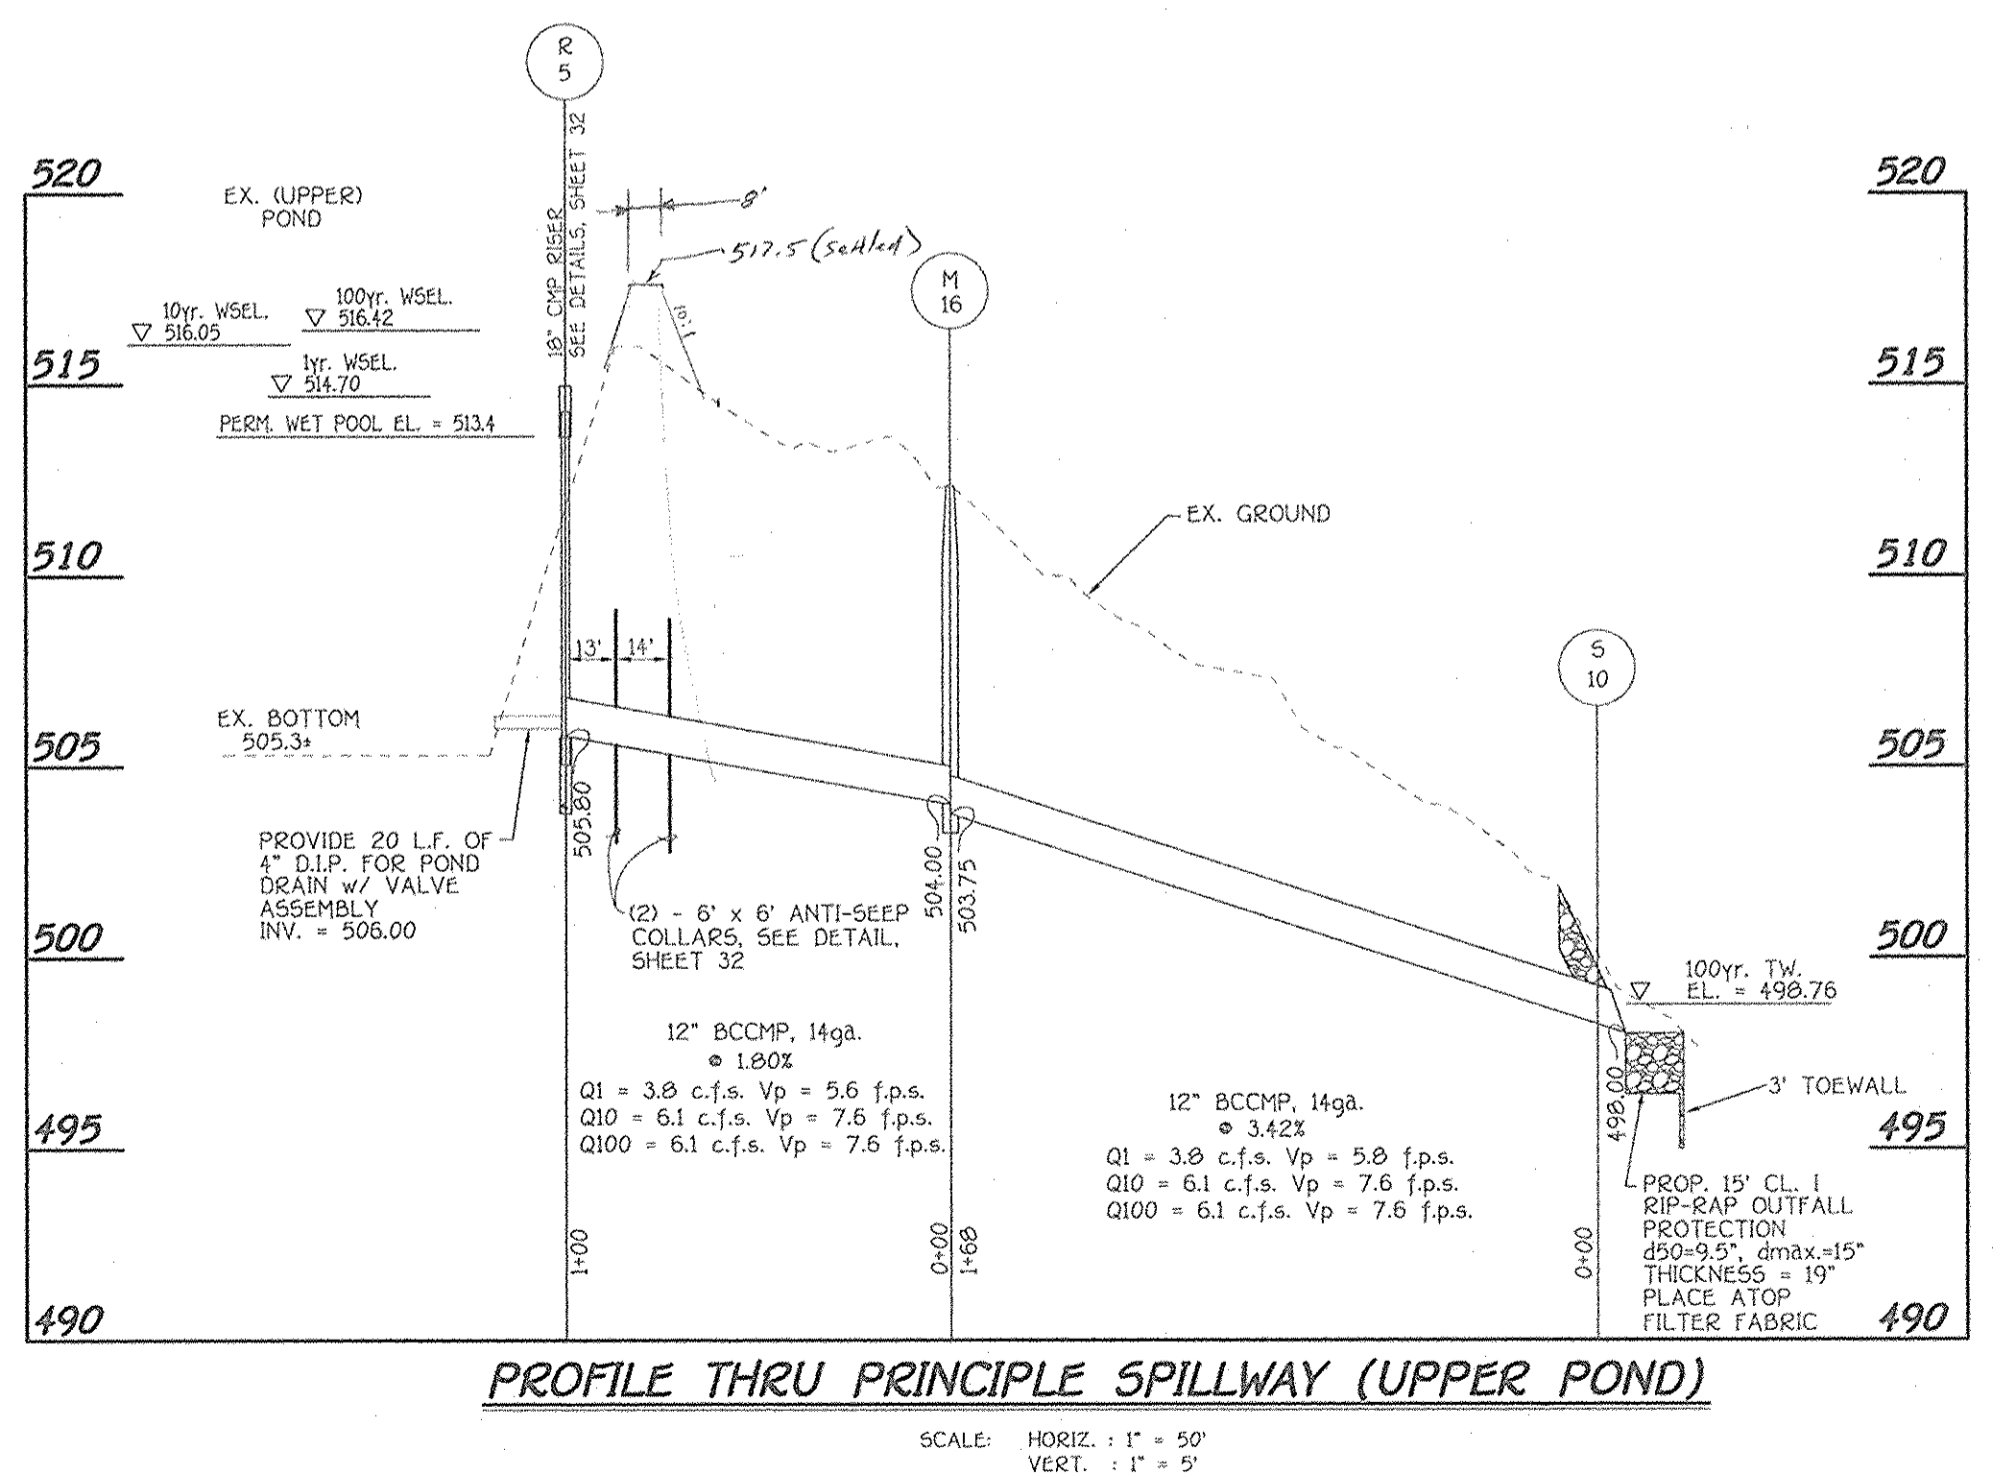 R
5
520
520
EX. (UPPER)
POND
18" CMP RISER
SEE DETAILS, SHEET 32
8'
517.5 (settled)
M
16
10yr. WSEL.
516.05
100yr. WSEL.
516.42
10:1
515
515
1yr. WSEL.
514.70
PERM. WET POOL EL. = 513.4
EX. GROUND
510
510
13'
14'
S
10
EX. BOTTOM
505.3±
505
505
505.80
PROVIDE 20 L.F. OF
4" D.I.P. FOR POND
DRAIN w/ VALVE
ASSEMBLY
INV. = 506.00
504.00
503.75
(2) - 6' x 6' ANTI-SEEP
COLLARS, SEE DETAIL,
SHEET 32
500
500
100yr. TW.
EL. = 498.76
12" BCCMP, 14ga.
@ 1.80%
Q1 = 3.8 c.f.s. Vp = 5.6 f.p.s.
Q10 = 6.1 c.f.s. Vp = 7.6 f.p.s.
Q100 = 6.1 c.f.s. Vp = 7.6 f.p.s.
12" BCCMP, 14ga.
@ 3.42%
Q1 = 3.8 c.f.s. Vp = 5.8 f.p.s.
Q10 = 6.1 c.f.s. Vp = 7.6 f.p.s.
Q100 = 6.1 c.f.s. Vp = 7.6 f.p.s.
498.00
3' TOEWALL
495
495
PROP. 15' CL. I
RIP-RAP OUTFALL
PROTECTION
d50=9.5", dmax.=15"
THICKNESS = 19"
PLACE ATOP
FILTER FABRIC
1+00
0+00
1+68
0+00
490
490
PROFILE THRU PRINCIPLE SPILLWAY (UPPER POND)
SCALE: HORIZ. : 1" = 50'
VERT. : 1" = 5'